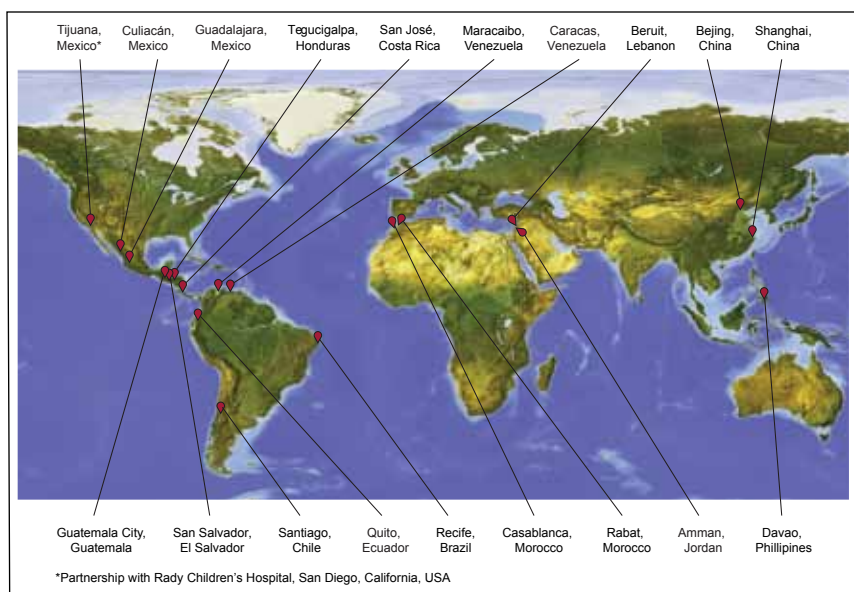 Tijuana,
Mexico*
Culiacán,
Mexico
Guadalajara,
Mexico
Tegucigalpa,
Honduras
San José,
Costa Rica
Maracaibo,
Venezuela
Caracas,
Venezuela
Beruit,
Lebanon
Bejing,
China
Shanghai,
China
Guatemala City,
Guatemala
San Salvador,
El Salvador
Santiago,
Chile
Quito,
Ecuador
Recife,
Brazil
Casablanca,
Morocco
Rabat,
Morocco
Amman,
Jordan
Davao,
Phillipines
*Partnership with Rady Children's Hospital, San Diego, California, USA